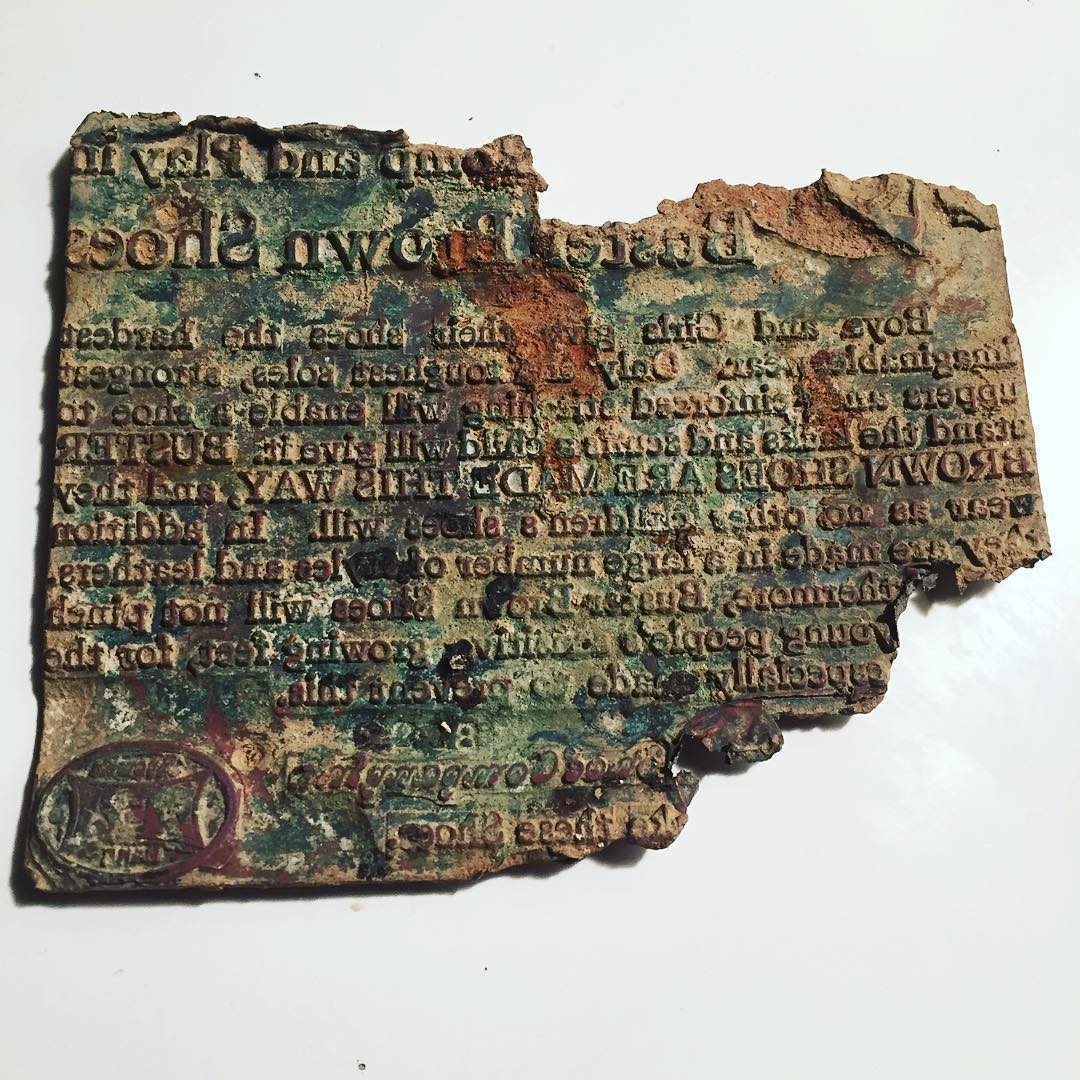 Romp and Play in
Buster Brown Shoes
Boys and Girls give their shoes the hardest
imaginable wear. Only the toughest soles, strongest
uppers and reinforced stitching will enable a shoe to
stand the kicks and scuffs a child will give it. BUSTER
BROWN SHOES ARE MADE THIS WAY, and they
wear as no other children's shoes will. In addition
they are made in a large number of styles and leathers.
thermore, Buster Brown Shoes will not pinch
young people's sensitive, growing feet, for they
especially made to prevent this.
Shoe Company
these Shoes.